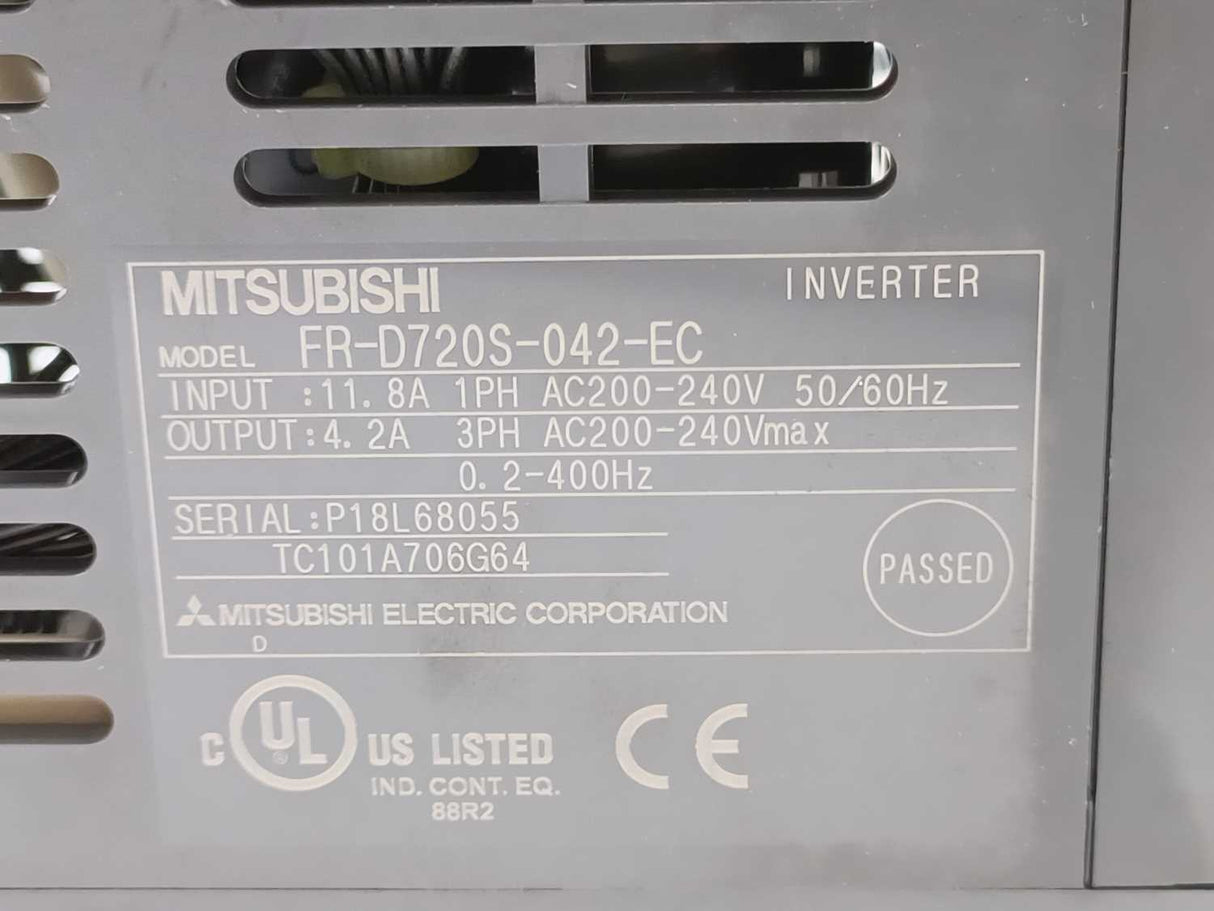 MITSUBISHI INVERTER
MODEL FR-D720S-042-EC
INPUT :11.8A 1PH AC200-240V 50/60Hz
OUTPUT:4.2A 3PH AC200-240Vmax
0.2-400Hz
SERIAL:P18L68055
TC101A706G64
PASSED
MITSUBISHI ELECTRIC CORPORATION
D
C UL ® US LISTED CE
IND. CONT. EQ.
88R2